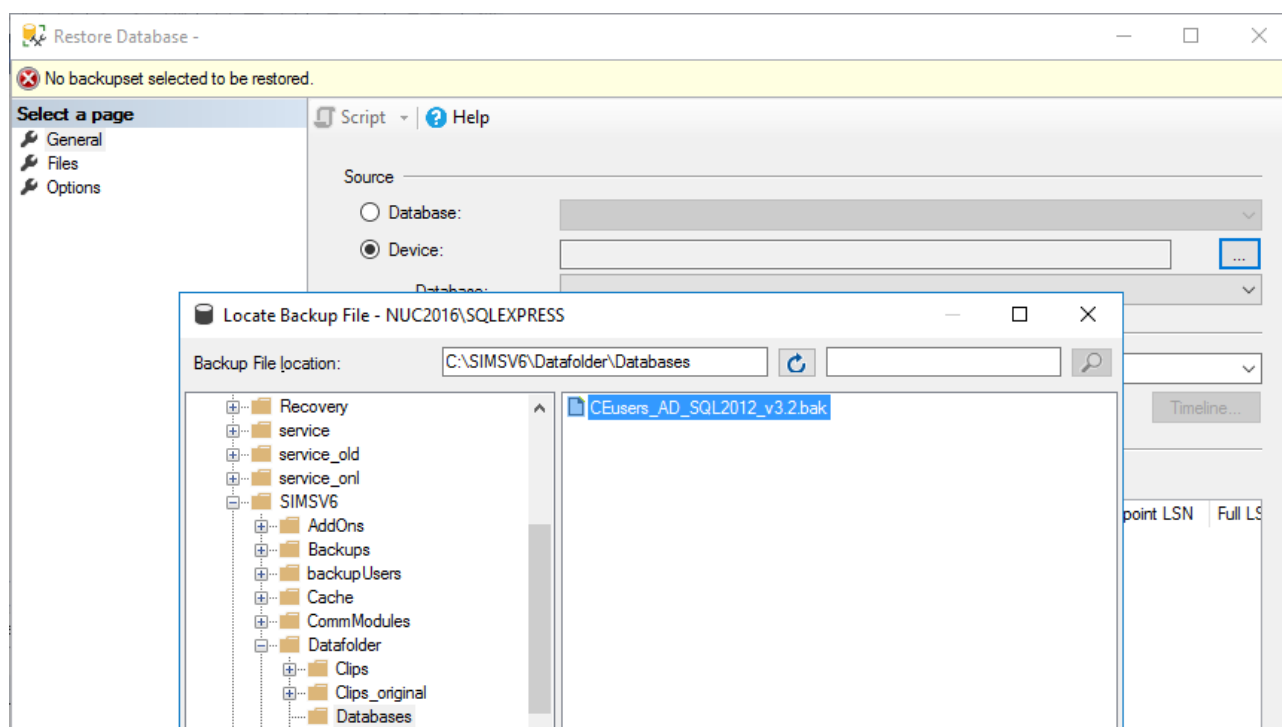 Restore Database -
No backupset selected to be restored.
Select a page
General
Files
Options
Script
Help
Source
Database:
Device:
...
Database:
Locate Backup File - NUC2016\SQLEXPRESS
Backup File location:
C:\SIMSV6\Datafolder\Databases
Timeline...
Recovery
service
service_old
service_onl
SIMSV6
AddOns
Backups
backupUsers
Cache
CommModules
Datafolder
Clips
Clips_original
Databases
CEusers_AD_SQL2012_v3.2.bak
point LSN Full LS